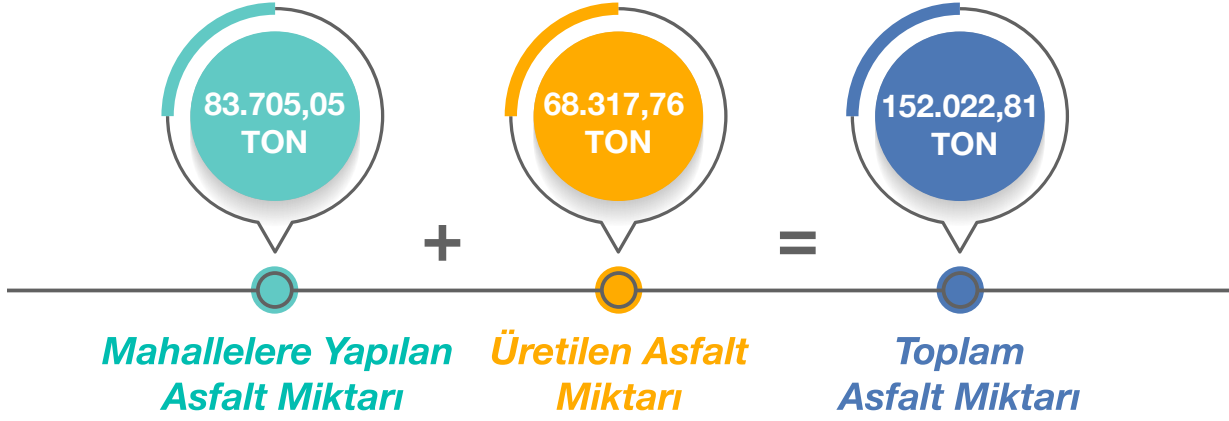 83.705,05
TON
68.317,76
TON
152.022,81
TON
+
=
Mahallelere Yapılan
Asfalt Miktarı
Üretilen Asfalt
Miktarı
Toplam
Asfalt Miktarı